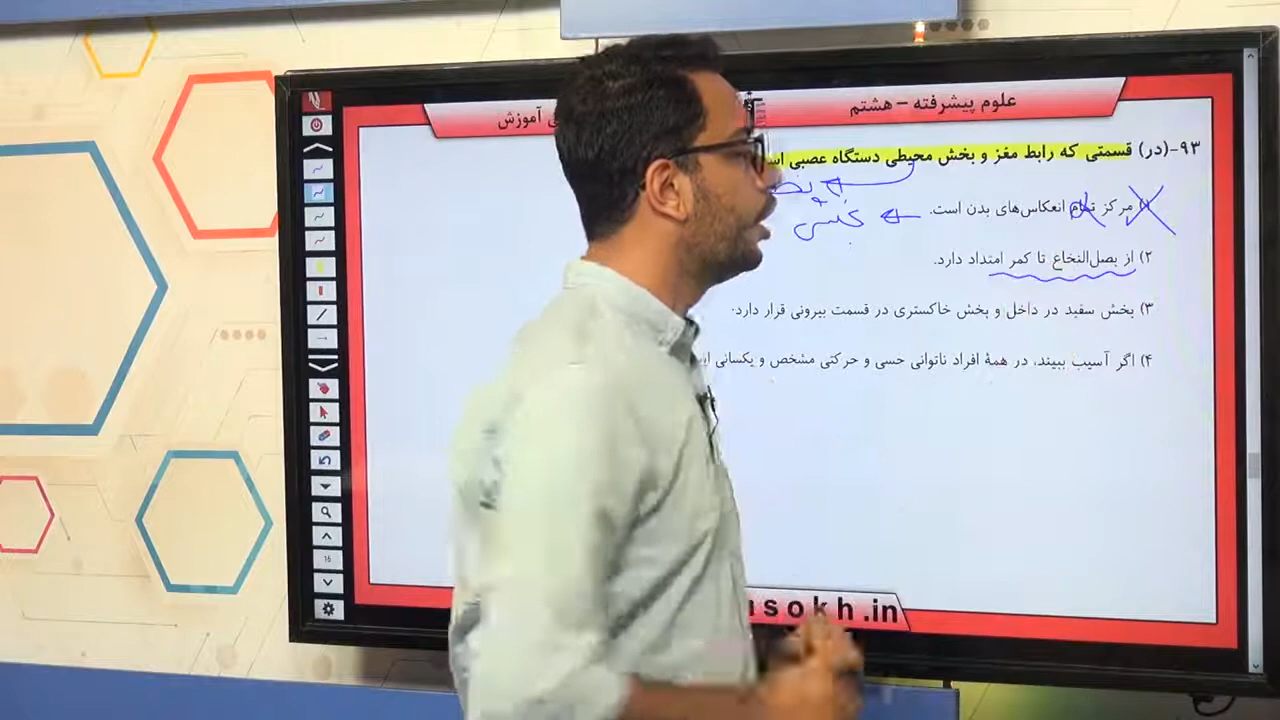 علوم پیشرفته – هشتم
ی آموزش
۹۳-(در) قسمتی که رابط مغز و بخش محیطی دستگاه عصبی اس
۱) مرکز تمام انعکاس‌های بدن است.
۲) از بصل‌النخاع تا کمر امتداد دارد.
۳) بخش سفید در داخل و بخش خاکستری در قسمت بیرونی قرار دارد.
۴) اگر آسیب ببیند، در همهٔ افراد ناتوانی حسی و حرکتی مشخص و یکسانی
sokh.in
16